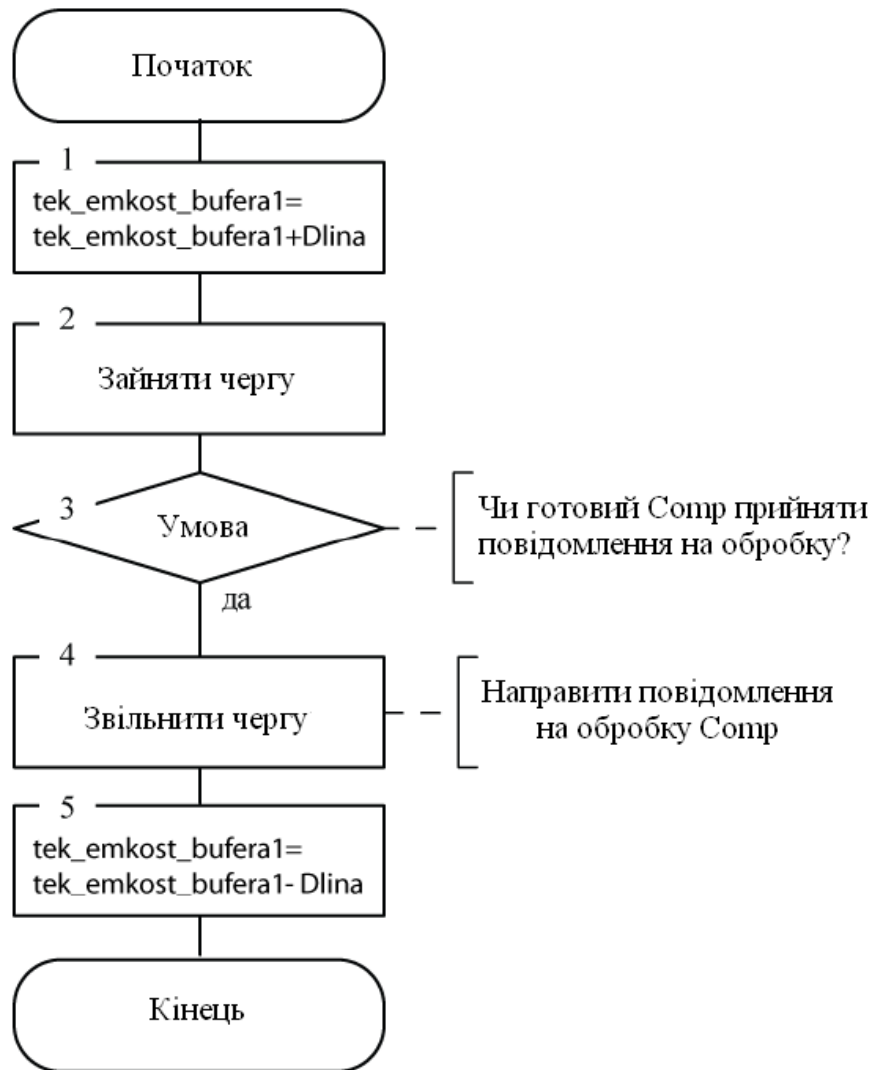 Початок
1
tek_emkost_bufera1=
tek_emkost_bufera1+Dlina
2
Зайняти чергу
3
Умова
Чи готовий Comp прийняти
повідомлення на обробку?
да
4
Звільнити чергу
Направити повідомлення
на обробку Comp
5
tek_emkost_bufera1=
tek_emkost_bufera1- Dlina
Кінець